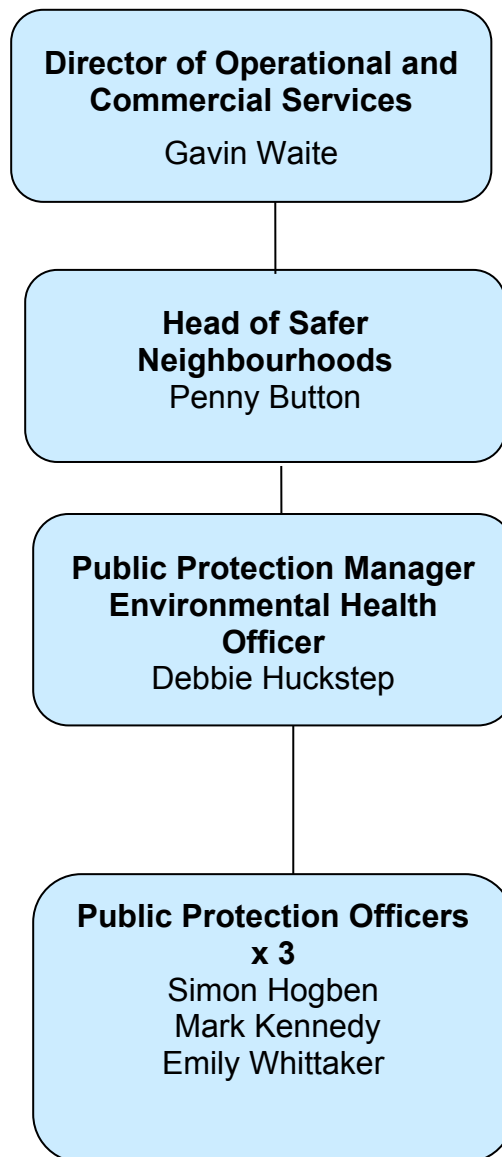 Director of Operational and
Commercial Services
Gavin Waite
Head of Safer
Neighbourhoods
Penny Button
Public Protection Manager
Environmental Health
Officer
Debbie Huckstep
Public Protection Officers
x 3
Simon Hogben
Mark Kennedy
Emily Whittaker